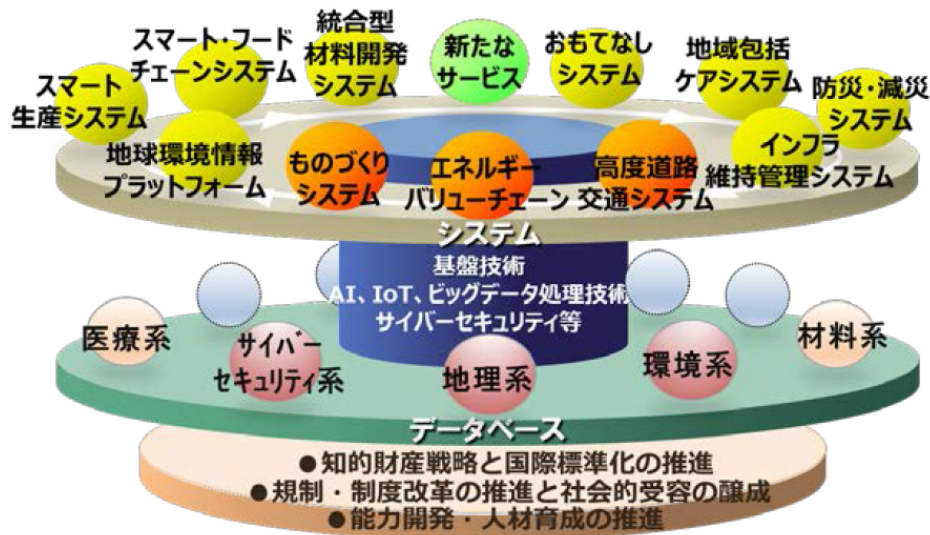 スマート・フード
チェーンシステム
統合型
材料開発
システム
新たな
サービス
おもてなし
システム
地域包括
ケアシステム
スマート
生産システム
防災・減災
システム
地球環境情報
プラットフォーム
ものづくり
システム
エネルギー
バリューチェーン
高度道路
交通システム
インフラ
維持管理システム
システム
基盤技術
AI、IoT、ビッグデータ処理技術
サイバーセキュリティ等
医療系
サイバー
セキュリティ系
地理系
環境系
材料系
データベース
●知的財産戦略と国際標準化の推進
●規制・制度改革の推進と社会的受容の醸成
●能力開発・人材育成の推進